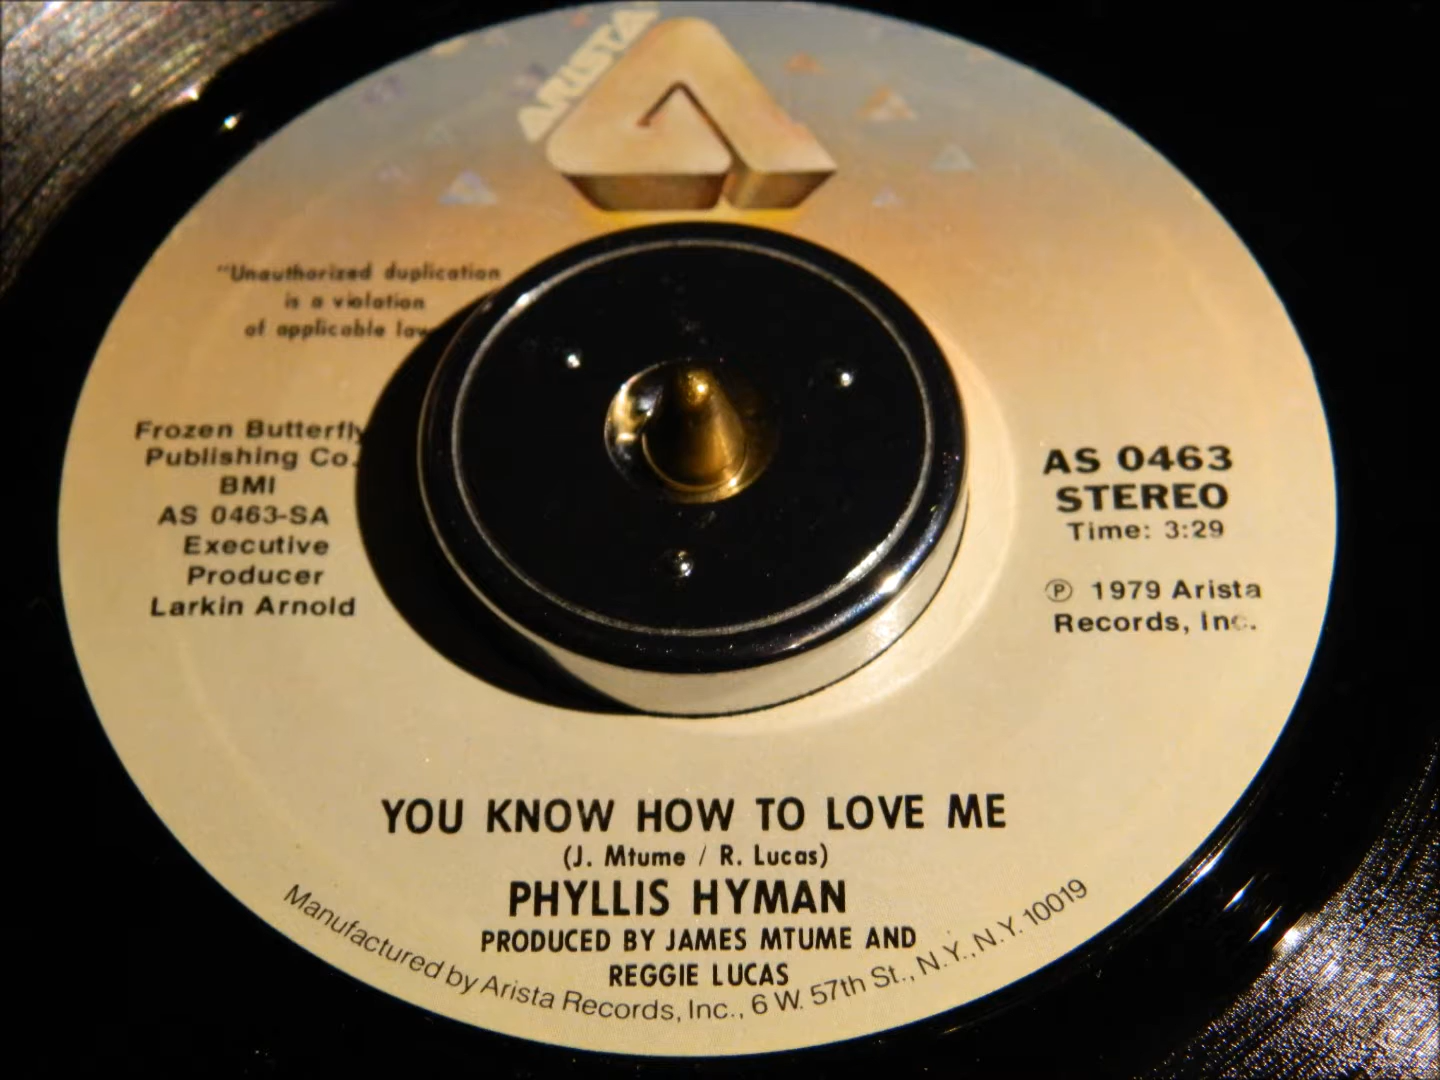 ARISTA
"Unauthorized duplication
is a violation
of applicable law
Frozen Butterfly
Publishing Co.
BMI
AS 0463-SA
Executive
Producer
Larkin Arnold
AS 0463
STEREO
Time: 3:29
℗ 1979 Arista
Records, Inc.
YOU KNOW HOW TO LOVE ME
(J. Mtume / R. Lucas)
PHYLLIS HYMAN
PRODUCED BY JAMES MTUME AND
REGGIE LUCAS
Manufactured by Arista Records, Inc., 6 W. 57th St., N.Y., N.Y. 10019